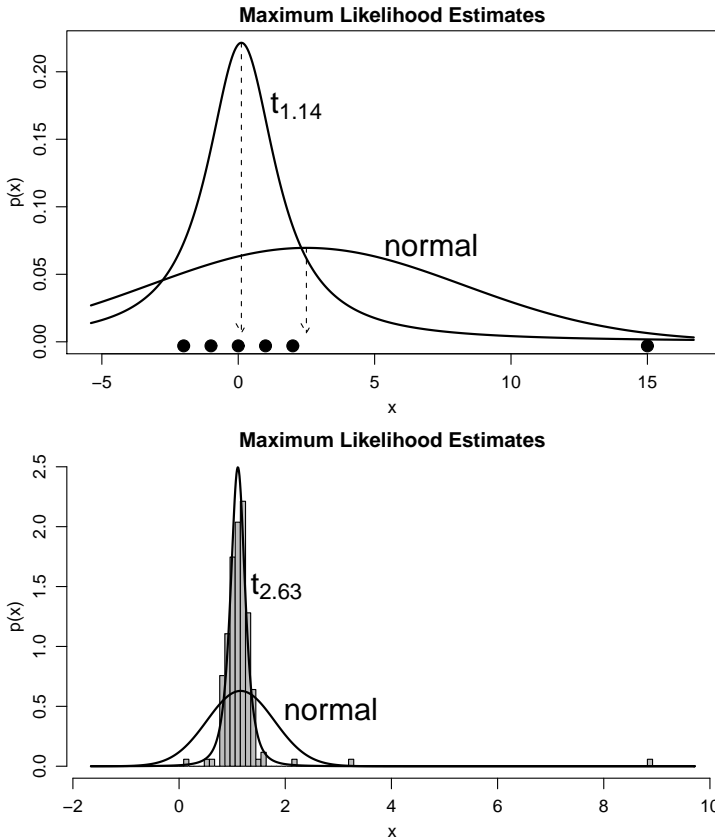 Maximum Likelihood Estimates
0.20
0.15
0.10
0.05
0.00
p(x)
t1.14
normal
−5 0 5 10 15
x
Maximum Likelihood Estimates
2.5
2.0
1.5
1.0
0.5
0.0
p(x)
t2.63
normal
−2 0 2 4 6 8 10
x